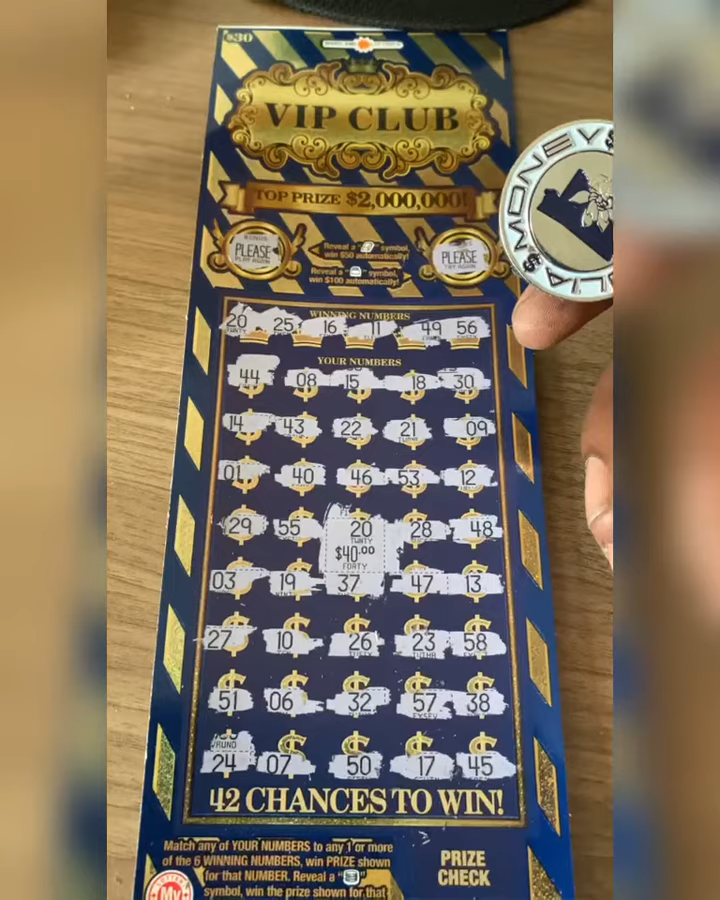 $30
VIP CLUB
TOP PRIZE $2,000,000!
PLEASE
Reveal a " " symbol,
win $50 automatically!
PLEASE
TRY AGAIN
Reveal a " " symbol,
win $100 automatically!
MONEY$
LIA$
WINNING NUMBERS
20 25 16 11 49 56
YOUR NUMBERS
44 08 15 18 30
14 43 22 21 09
01 40 46 53 12
29 55 20 28 48
TWNTY
$40.00
FORTY
03 19 37 47 13
27 10 26 23 58
51 06 32 57 38
24 07 50 17 45
42 CHANCES TO WIN!
Match any of YOUR NUMBERS to any 1 or more
of the 6 WINNING NUMBERS, win PRIZE shown
for that NUMBER. Reveal a " "
symbol, win the prize shown for that
PRIZE
CHECK
My